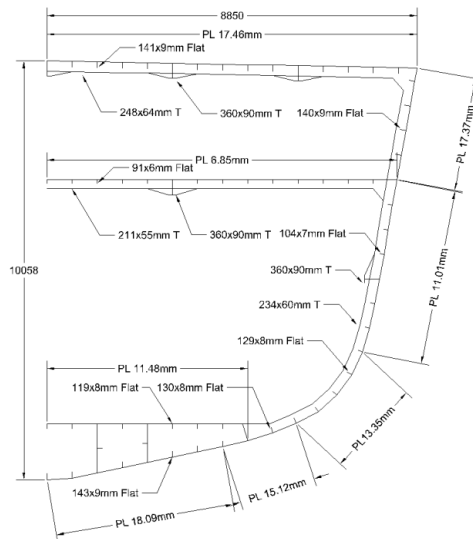 8850
PL 17.46mm
141x9mm Flat
248x64mm T
360x90mm T
140x9mm Flat
PL 17.37mm
PL 6.85mm
91x6mm Flat
211x55mm T
360x90mm T
104x7mm Flat
10058
360x90mm T
PL 11.01mm
234x60mm T
129x8mm Flat
PL 11.48mm
119x8mm Flat
130x8mm Flat
PL13.35mm
143x9mm Flat
PL 15.12mm
PL 18.09mm